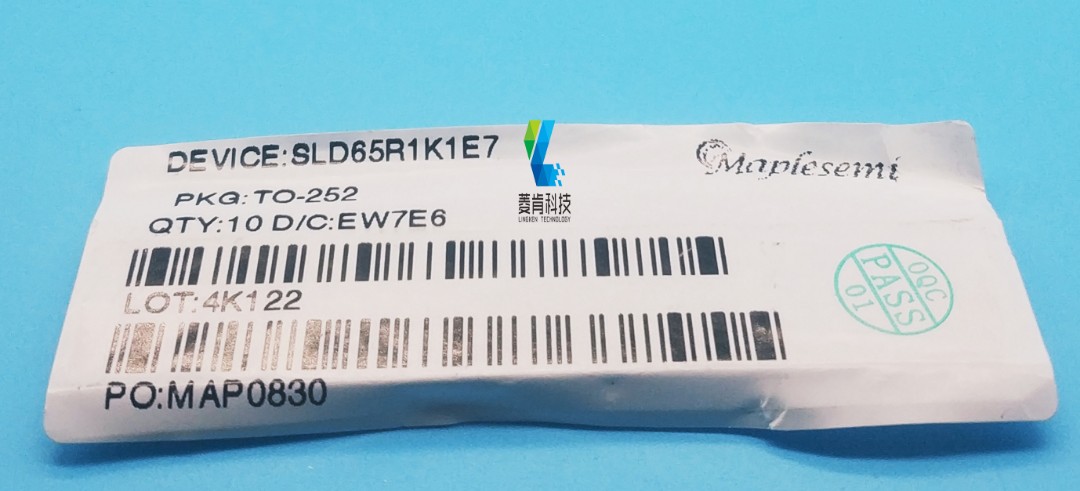 DEVICE:SLD65R1K1E7
Maplesemi
PKG:TO-252
QTY:10 D/C:EW7E6
菱肯科技
LINGKEN TECHNOLOGY
LOT:4K122
PO:MAP0830
OQC
PASS
01